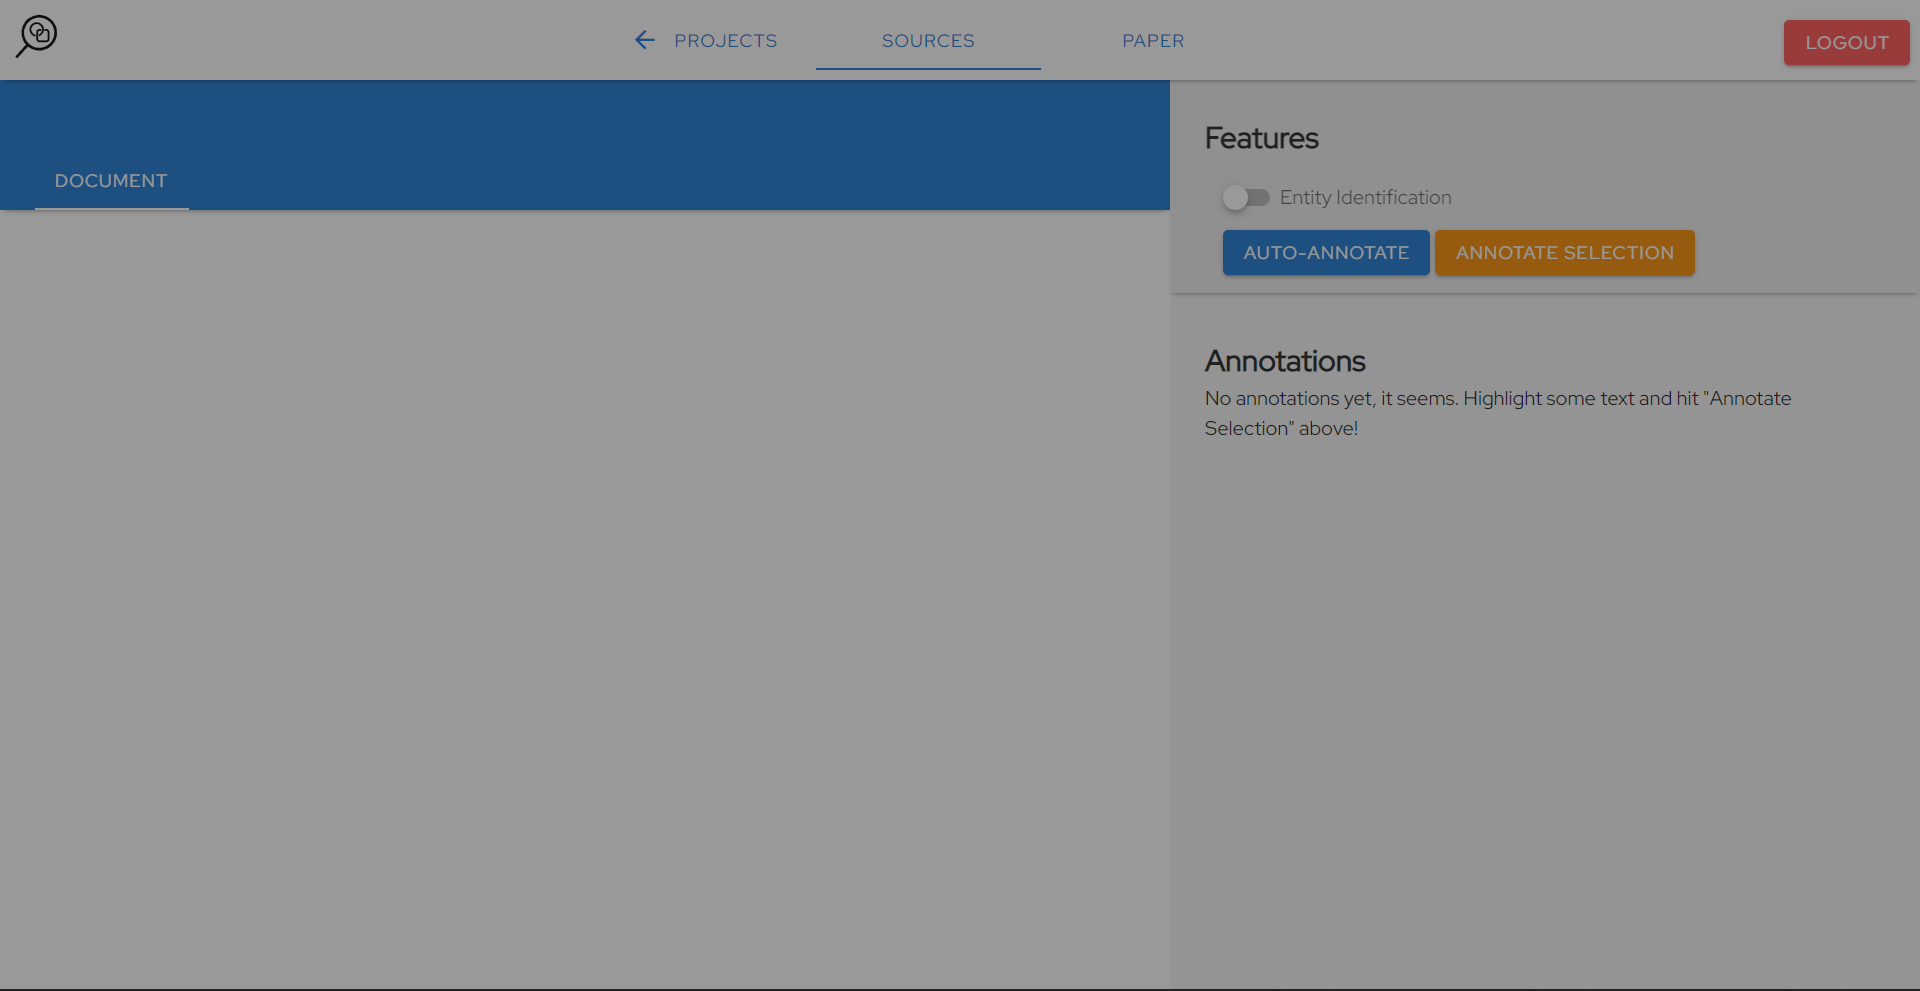 PROJECTS
SOURCES
PAPER
LOGOUT
DOCUMENT
Features
Entity Identification
AUTO-ANNOTATE
ANNOTATE SELECTION
Annotations
No annotations yet, it seems. Highlight some text and hit "Annotate
Selection" above!